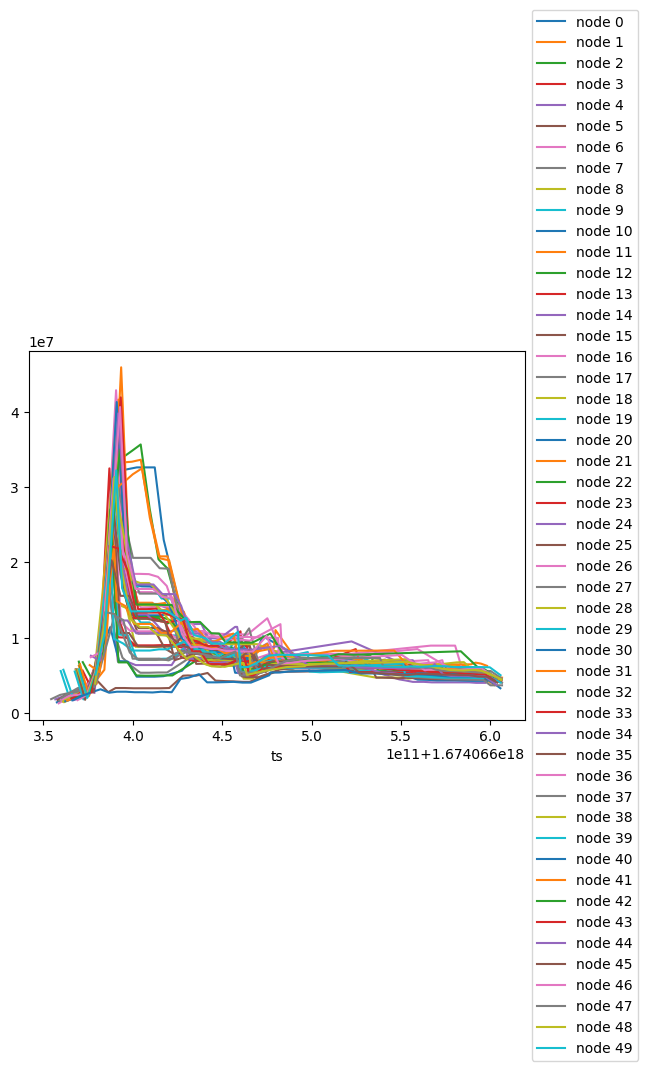 1e7
4
3
2
1
0
3.5 4.0 4.5 5.0 5.5 6.0
ts
1e11+1.674066e18
node 0
node 1
node 2
node 3
node 4
node 5
node 6
node 7
node 8
node 9
node 10
node 11
node 12
node 13
node 14
node 15
node 16
node 17
node 18
node 19
node 20
node 21
node 22
node 23
node 24
node 25
node 26
node 27
node 28
node 29
node 30
node 31
node 32
node 33
node 34
node 35
node 36
node 37
node 38
node 39
node 40
node 41
node 42
node 43
node 44
node 45
node 46
node 47
node 48
node 49